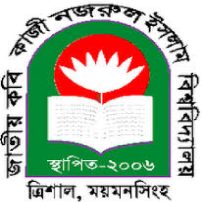 জাতীয় কবি কাজী নজরুল ইসলাম বিশ্ববিদ্যালয়
স্থাপিত-২০০৬
ত্রিশাল, ময়মনসিংহ